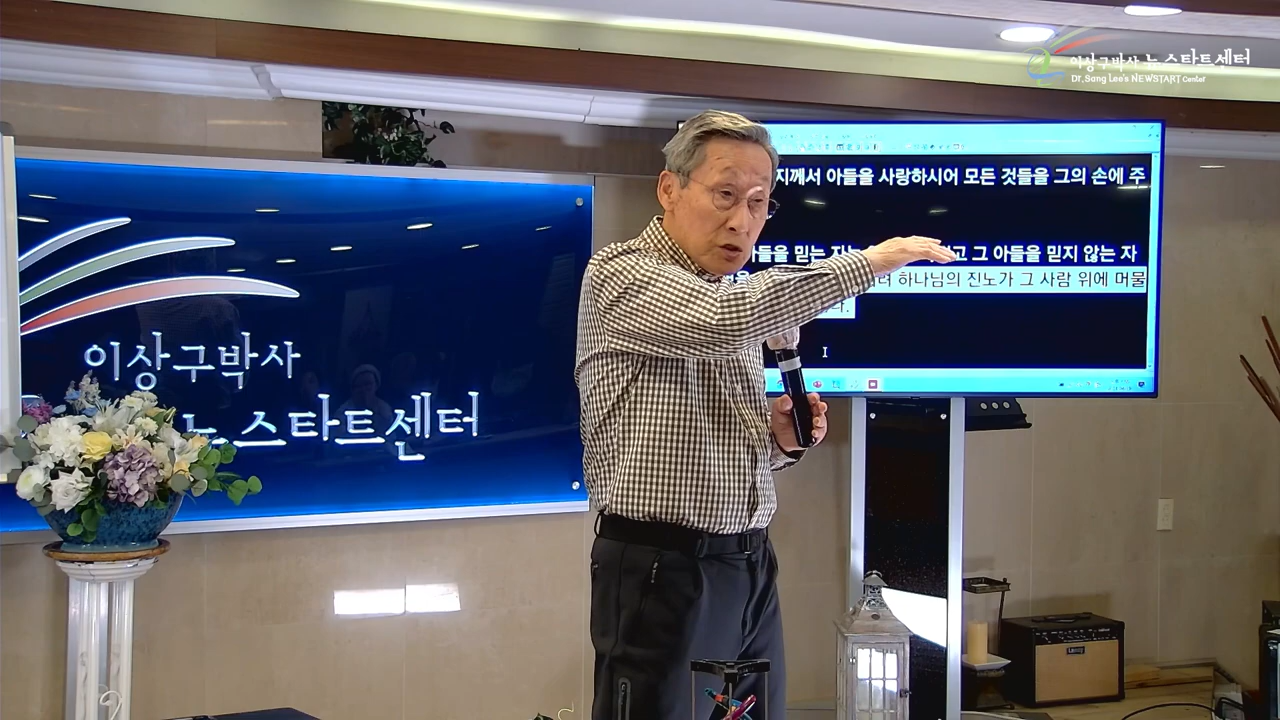 이상구박사 뉴스타트센터
Dr. Sang Lee's NEWSTART Center
이상구박사
뉴스타트센터
지께서 아들을 사랑하시어 모든 것들을 그의 손에 주
들을 믿는 자는
고 그 아들을 믿지 않는 자
하나님의 진노가 그 사람 위에 머물
다.
Laney